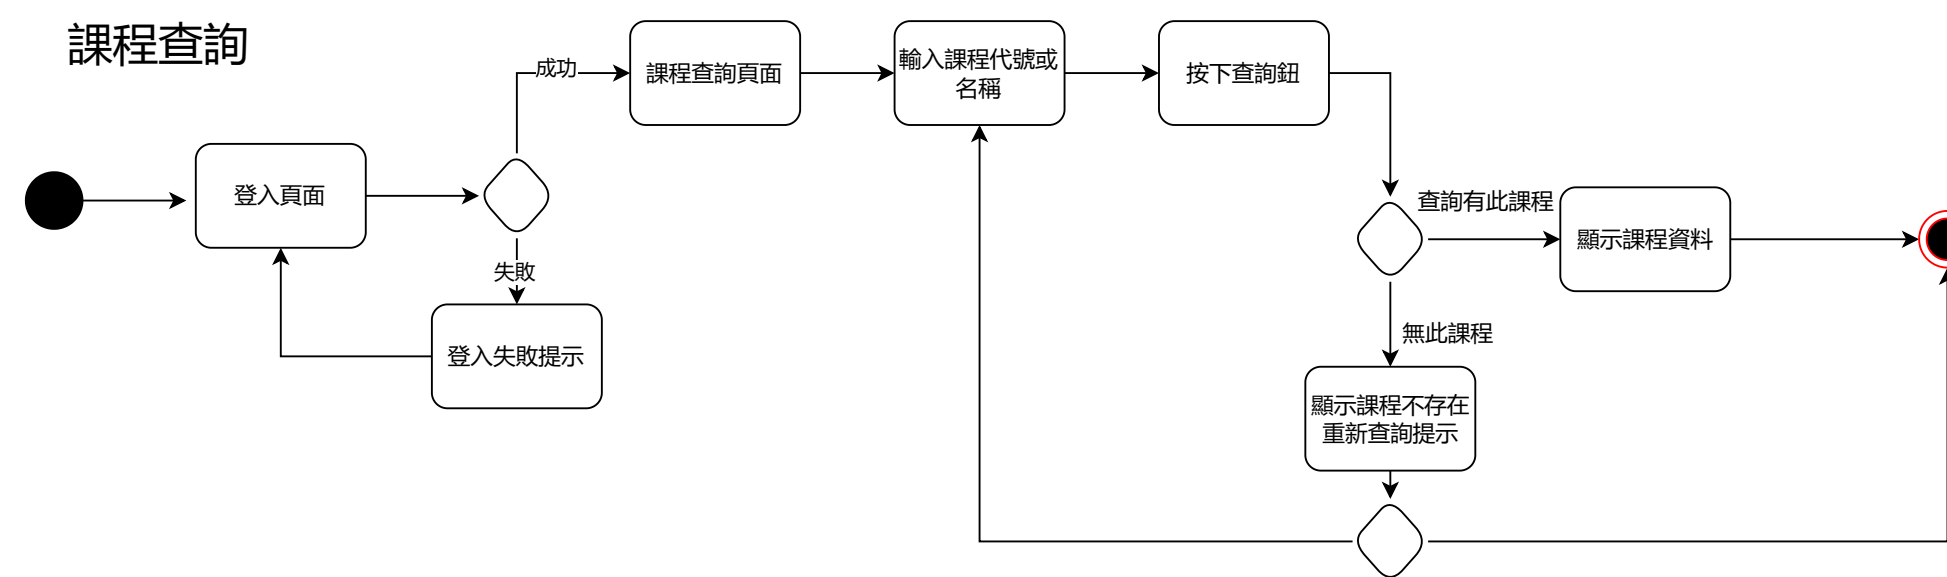 課程查詢
成功
課程查詢頁面
輸入課程代號或
名稱
按下查詢鈕
登入頁面
查詢有此課程
顯示課程資料
失敗
登入失敗提示
無此課程
顯示課程不存在
重新查詢提示